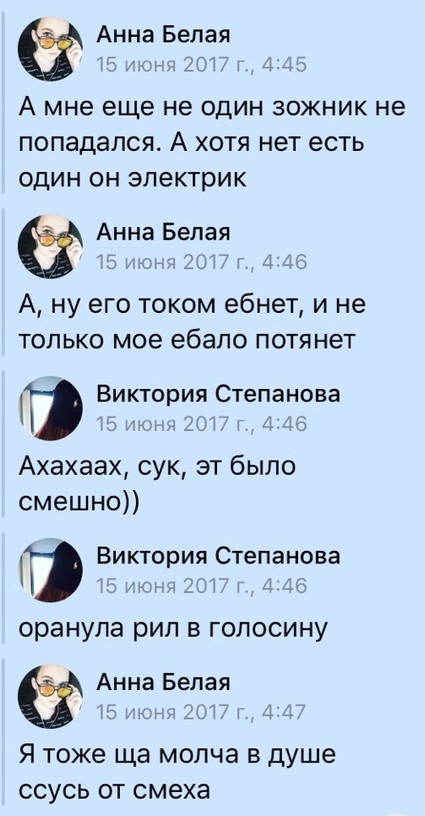 Анна Белая
15 июня 2017 г., 4:45
А мне еще не один зожник не
попадался. А хотя нет есть
один он электрик
Анна Белая
15 июня 2017 г., 4:46
А, ну его током ебнет, и не
только мое ебало потянет
Виктория Степанова
15 июня 2017 г., 4:46
Ахахаах, сук, эт было
смешно))
Виктория Степанова
15 июня 2017 г., 4:46
оранула рил в голосину
Анна Белая
15 июня 2017 г., 4:47
Я тоже ща молча в душе
ссусь от смеха